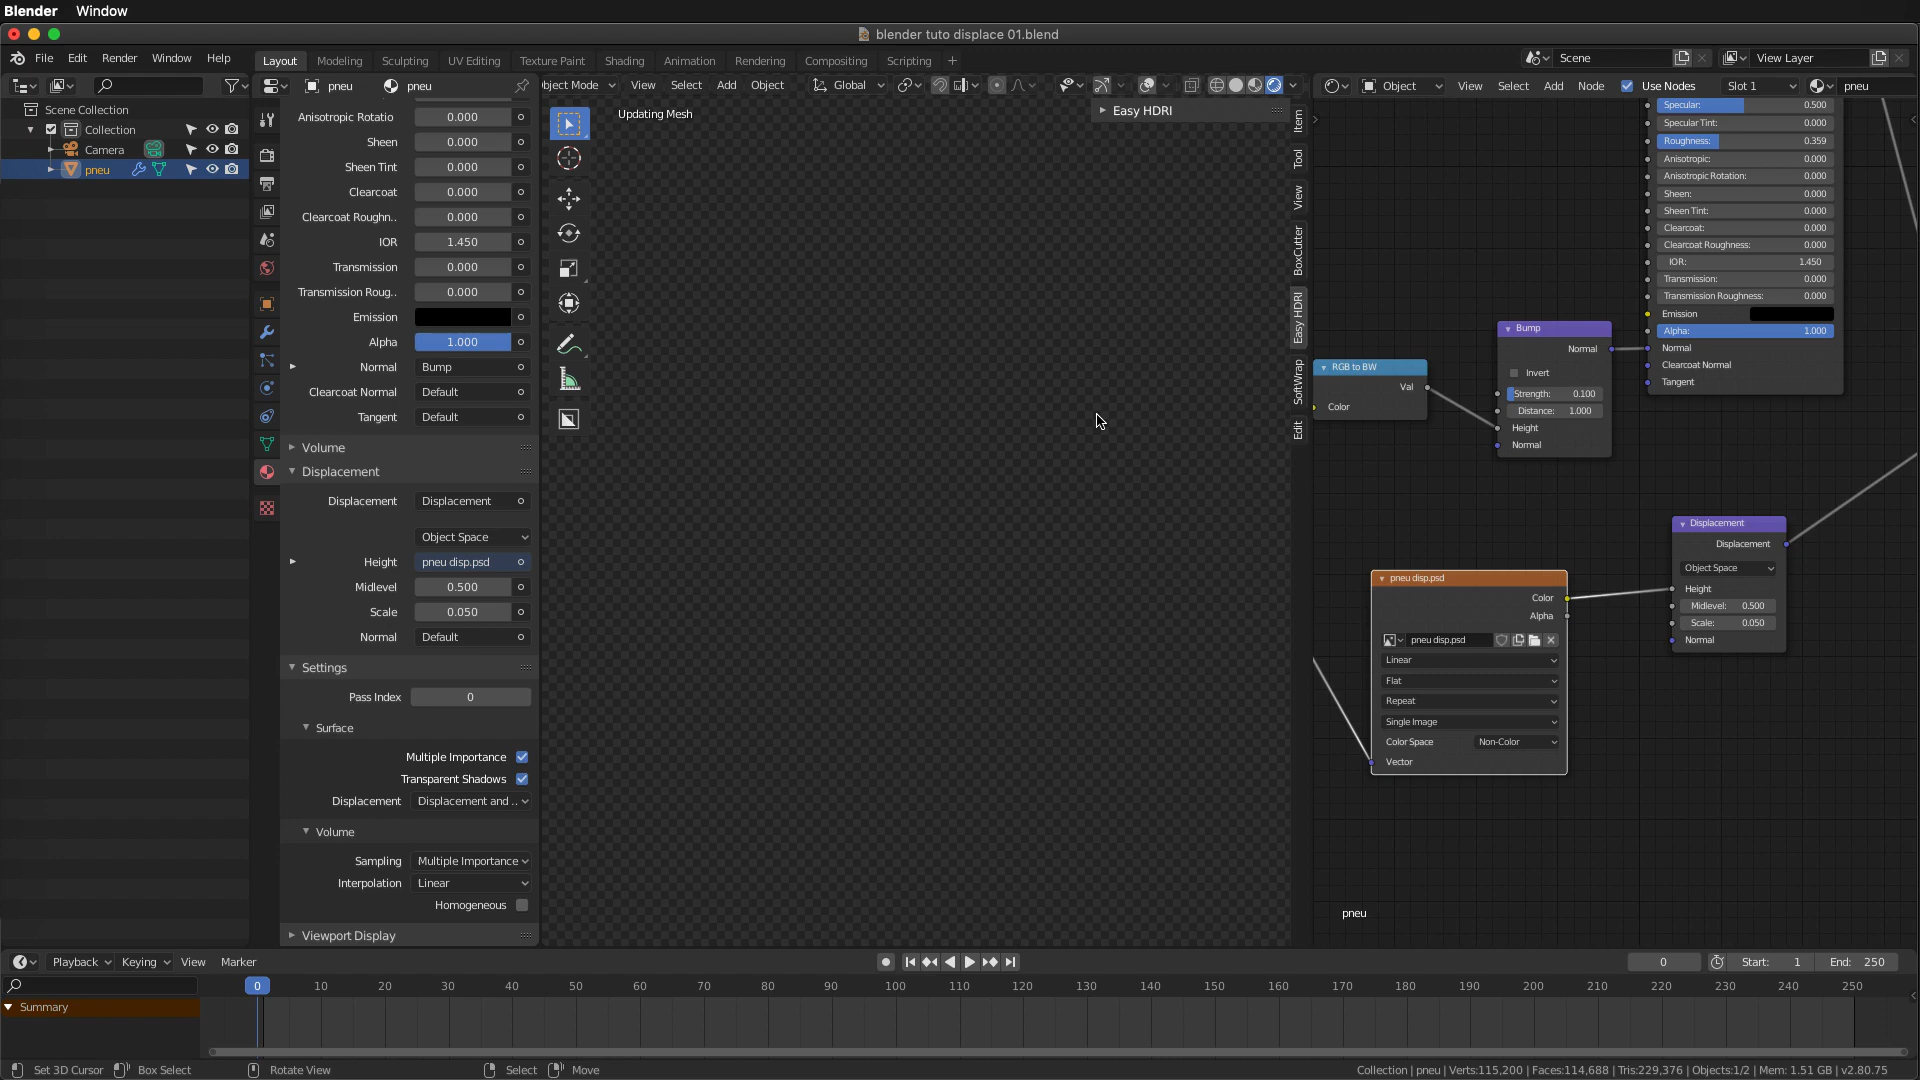 Blender Window
blender tuto displace 01.blend
File Edit Render Window Help Layout Modeling Sculpting UV Editing Texture Paint Shading Animation Rendering Compositing Scripting + Scene View Layer
pneu pneu bject Mode View Select Add Object Global Object View Select Add Node Use Nodes Slot 1 pneu
Scene Collection
Collection
Camera
pneu
Anisotropic Rotatio 0.000
Sheen 0.000
Sheen Tint 0.000
Clearcoat 0.000
Clearcoat Roughn.. 0.000
IOR 1.450
Transmission 0.000
Transmission Roug.. 0.000
Emission
Alpha 1.000
Normal Bump
Clearcoat Normal Default
Tangent Default
Volume
Displacement
Displacement Displacement
Object Space
Height pneu disp.psd
Midlevel 0.500
Scale 0.050
Normal Default
Settings
Pass Index 0
Surface
Multiple Importance
Transparent Shadows
Displacement Displacement and ..
Volume
Sampling Multiple Importance
Interpolation Linear
Homogeneous
Viewport Display
Updating Mesh
Easy HDRI
Item
Tool
View
BoxCutter
Easy HDRI
SoftWrap
Edit
Specular: 0.500
Specular Tint: 0.000
Roughness: 0.359
Anisotropic: 0.000
Anisotropic Rotation: 0.000
Sheen: 0.000
Sheen Tint: 0.000
Clearcoat: 0.000
Clearcoat Roughness: 0.000
IOR: 1.450
Transmission: 0.000
Transmission Roughness: 0.000
Emission
Alpha: 1.000
Normal
Clearcoat Normal
Tangent
Bump
Normal
Invert
Strength: 0.100
Distance: 1.000
Height
Normal
RGB to BW
Val
Color
Displacement
Displacement
Object Space
Height
Midlevel: 0.500
Scale: 0.050
Normal
pneu disp.psd
Color
Alpha
pneu disp.psd
Linear
Flat
Repeat
Single Image
Color Space Non-Color
Vector
pneu
Playback Keying View Marker 0 Start: 1 End: 250
0 10 20 30 40 50 60 70 80 90 100 110 120 130 140 150 160 170 180 190 200 210 220 230 240 250
Summary
Set 3D Cursor Box Select Rotate View Select Move Collection | pneu | Verts:115,200 | Faces:114,688 | Tris:229,376 | Objects:1/2 | Mem: 1.51 GB | v2.80.75